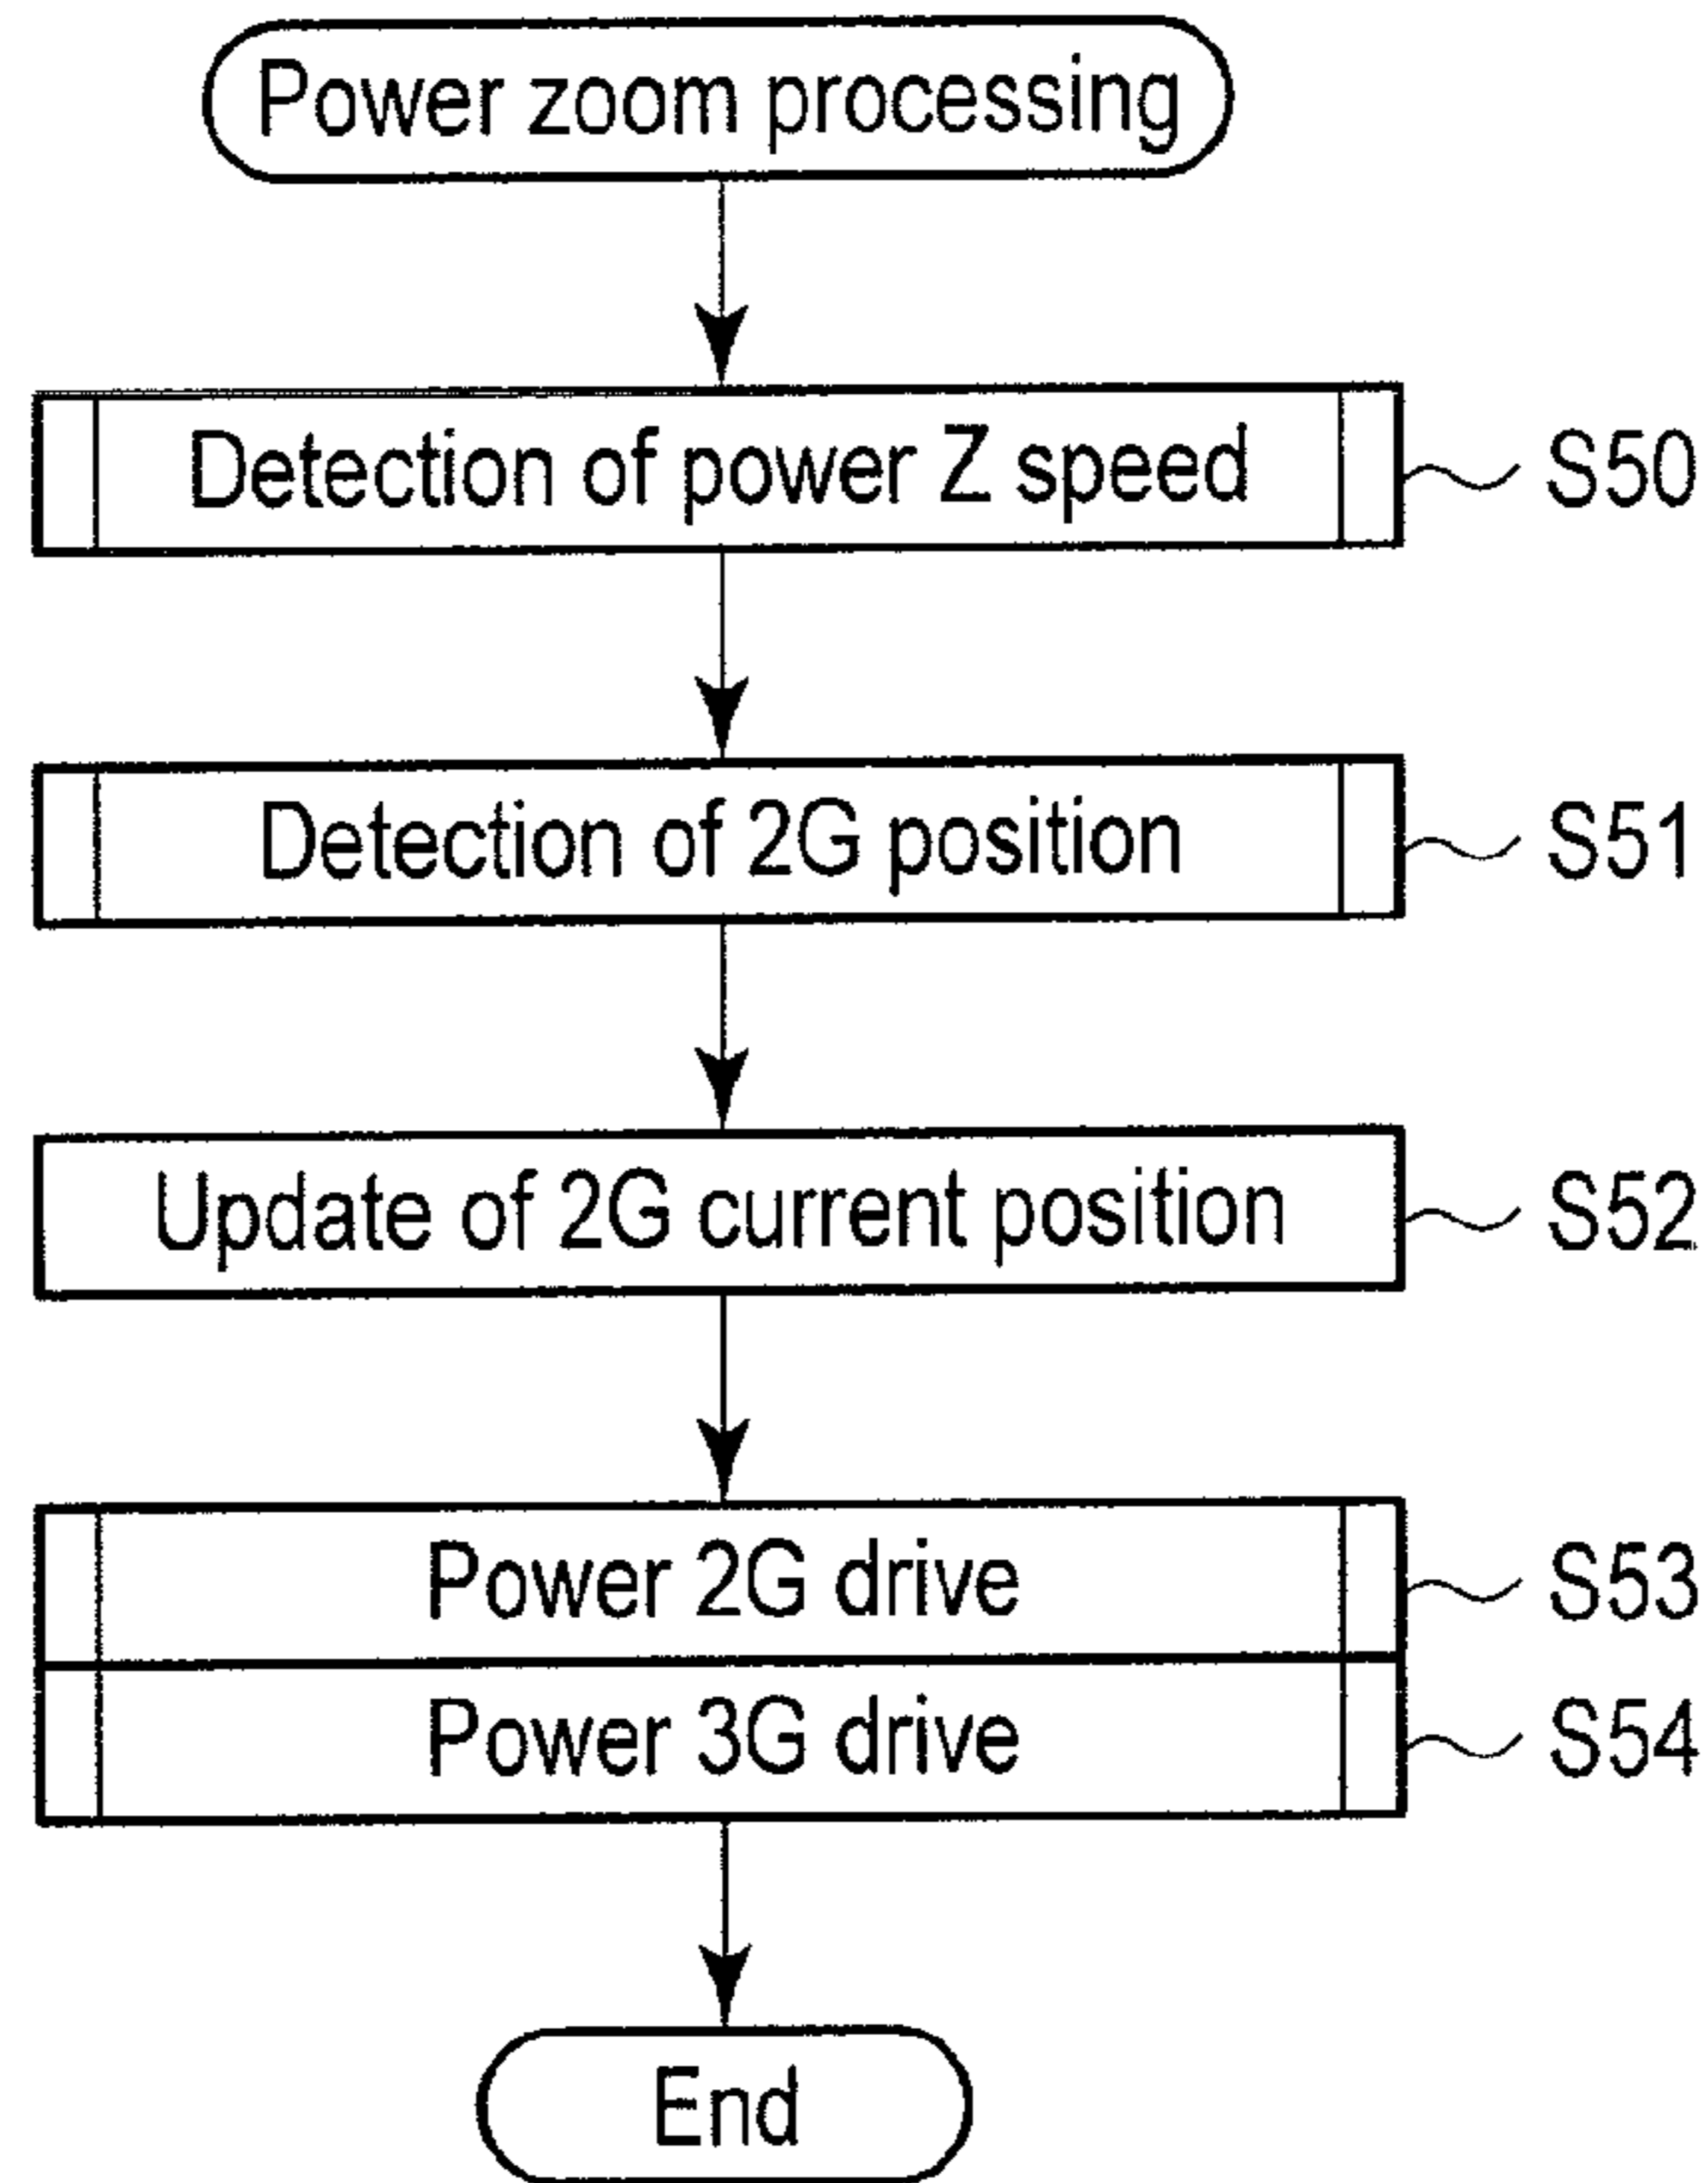 Power zoom processing
Detection of power Z speed S50
Detection of 2G position S51
Update of 2G current position S52
Power 2G drive S53
Power 3G drive S54
End